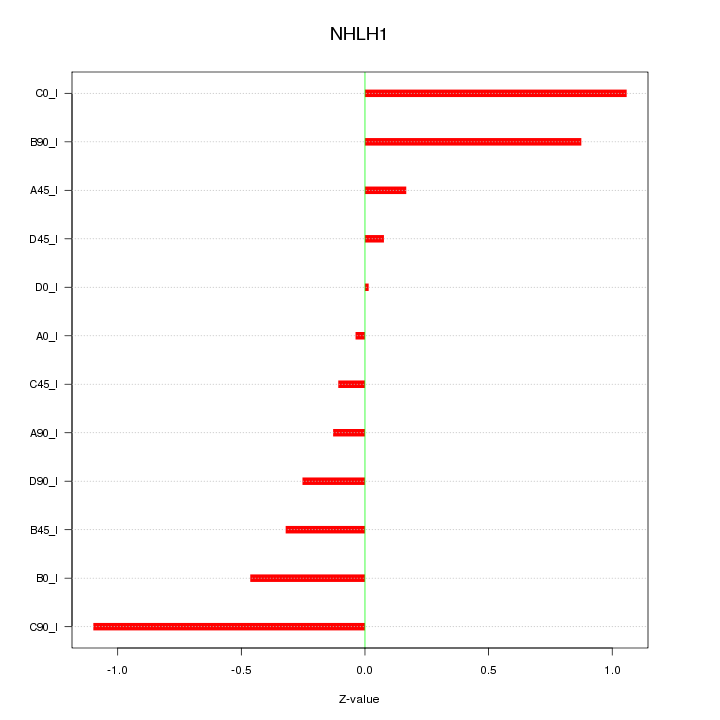 NHLH1
C0_I
B90_I
A45_I
D45_I
D0_I
A0_I
C45_I
A90_I
D90_I
B45_I
B0_I
C90_I
-1.0 -0.5 0.0 0.5 1.0
Z-value